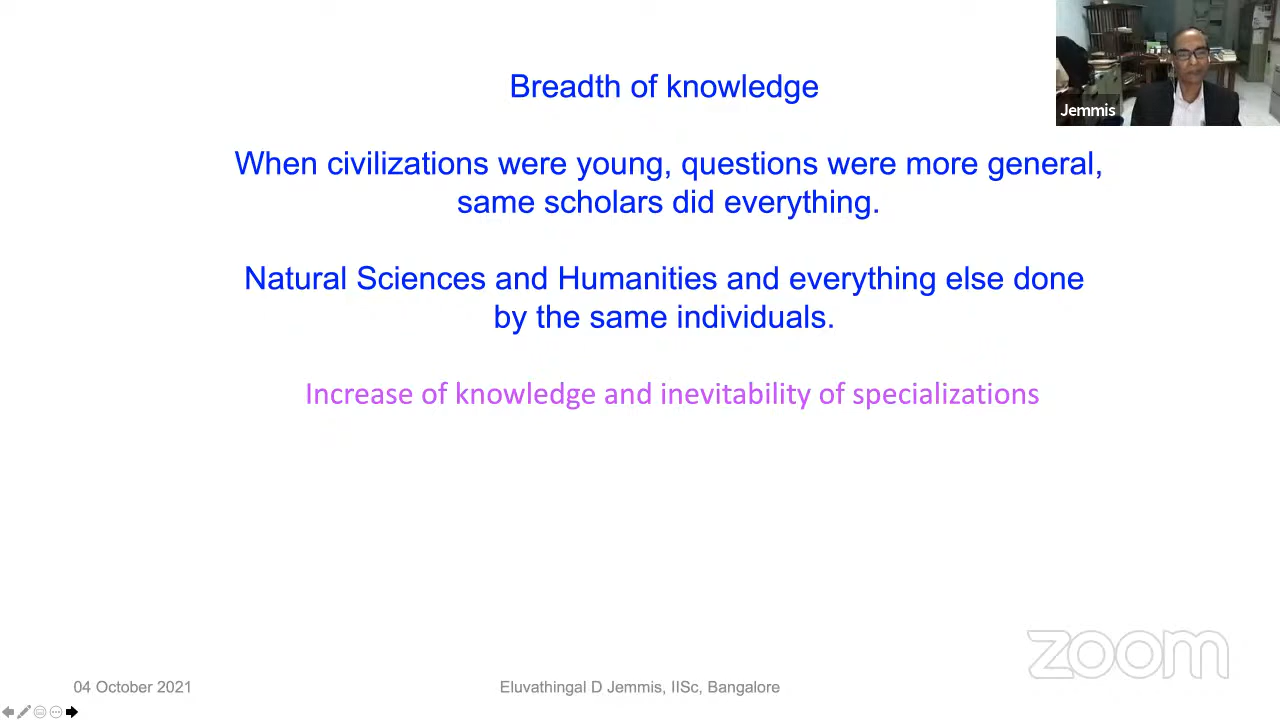 Breadth of knowledge
Jemmis
When civilizations were young, questions were more general,
same scholars did everything.
Natural Sciences and Humanities and everything else done
by the same individuals.
Increase of knowledge and inevitability of specializations
zoom
04 October 2021
Eluvathingal D Jemmis, IISc, Bangalore